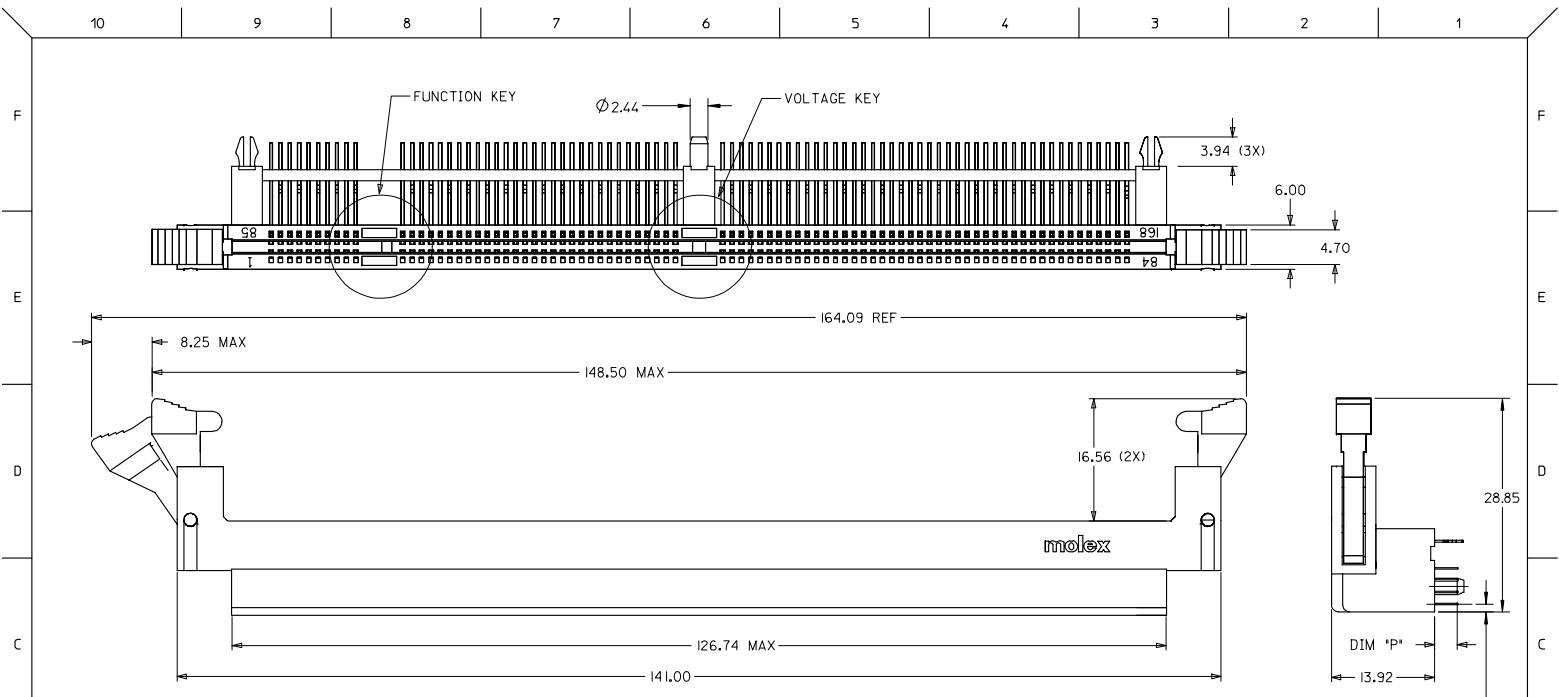 10 9 8 7 6 5 4 3 2 1
F F
FUNCTION KEY
Ø2.44
VOLTAGE KEY
3.94 (3X)
6.00
85 168
4.70
1 84
E E
164.09 REF
8.25 MAX
148.50 MAX
16.56 (2X)
D D
28.85
molex
C C
126.74 MAX
DIM "P"
141.00
13.92